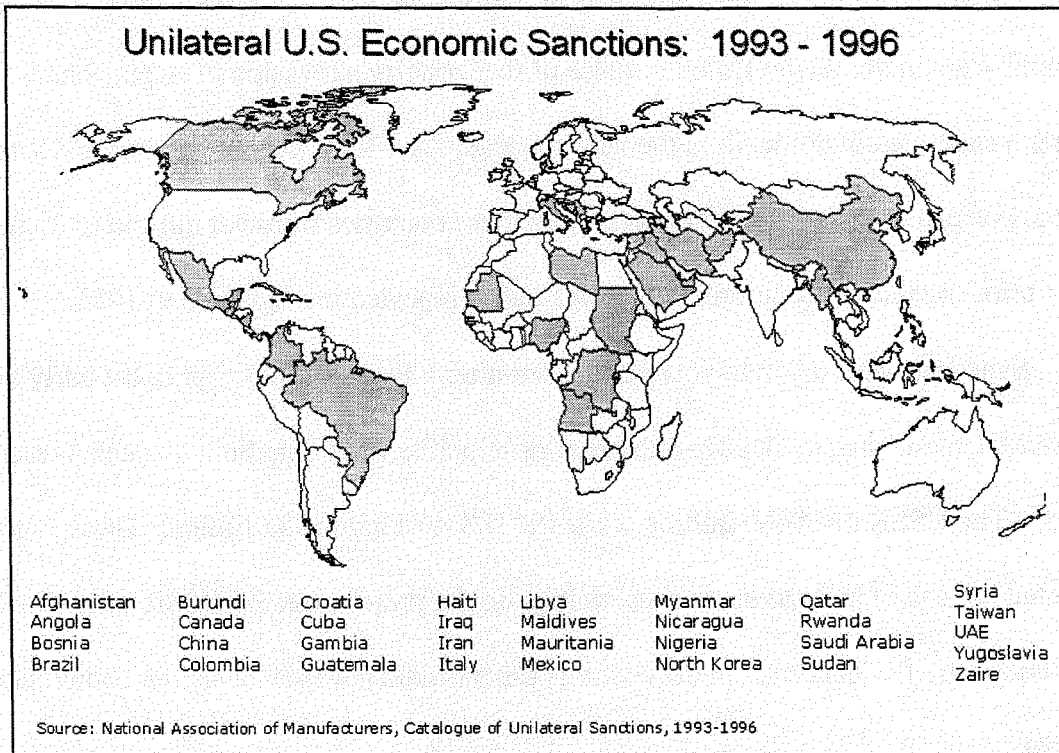 Unilateral U.S. Economic Sanctions: 1993 - 1996
Afghanistan Burundi Croatia Haiti Libya Myanmar Qatar Syria
Angola Canada Cuba Iraq Maldives Nicaragua Rwanda Taiwan
Bosnia China Gambia Iran Mauritania Nigeria Saudi Arabia UAE
Brazil Colombia Guatemala Italy Mexico North Korea Sudan Yugoslavia
Zaire
Source: National Association of Manufacturers, Catalogue of Unilateral Sanctions, 1993-1996